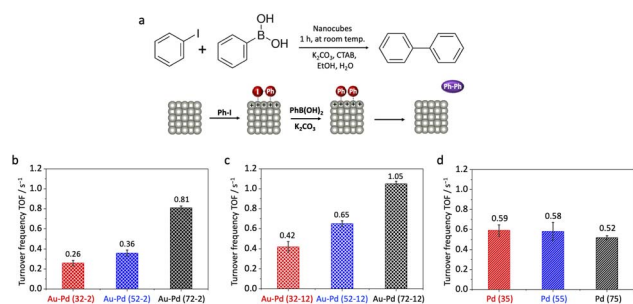 a
I
+
B
OH
OH
Nanocubes
1 h, at room temp.
K₂CO₃, CTAB,
EtOH, H₂O
I Ph
Ph Ph
Ph-Ph
Ph-I
PhB(OH)₂
K₂CO₃
b
Turnover frequency TOF / s⁻¹
1.2
1.0
0.8
0.6
0.4
0.2
0.0
0.26
0.36
0.81
Au-Pd (32-2) Au-Pd (52-2) Au-Pd (72-2)
c
Turnover frequency TOF / s⁻¹
1.2
1.0
0.8
0.6
0.4
0.2
0.0
0.42
0.65
1.05
Au-Pd (32-12) Au-Pd (52-12) Au-Pd (72-12)
d
Turnover frequency TOF / s⁻¹
1.2
1.0
0.8
0.6
0.4
0.2
0.0
0.59
0.58
0.52
Pd (35) Pd (55) Pd (75)